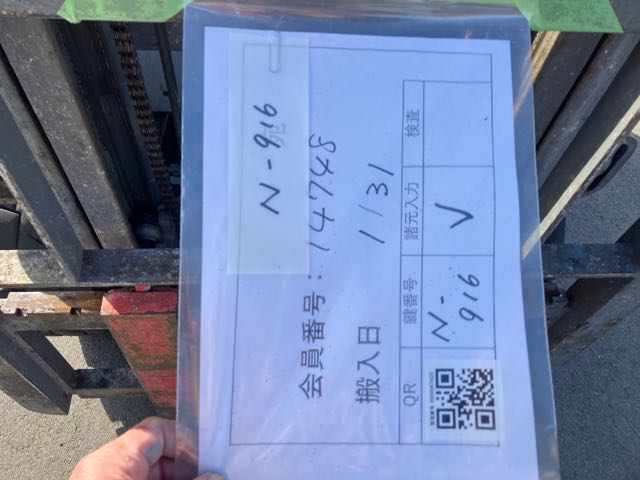 N-916
会員番号：14748
搬入日 1/31
QR 鍵番号 諸元入力 検査
N-916 V